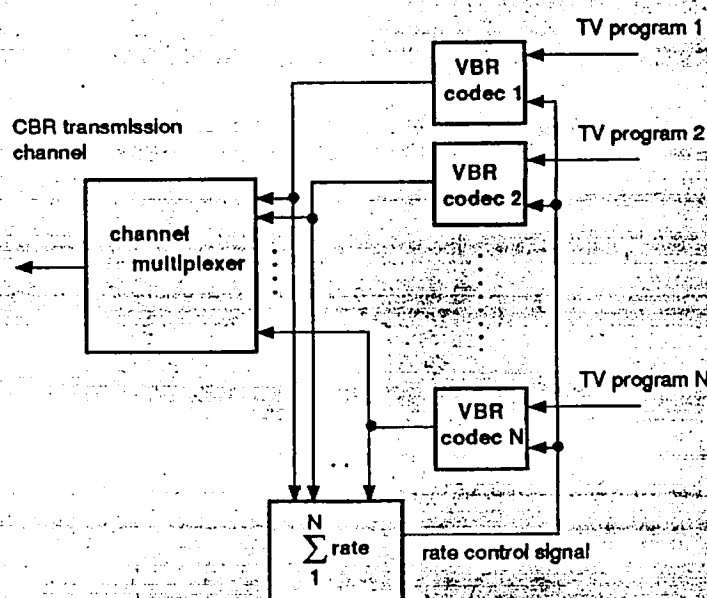 TV program 1
VBR
codec 1
CBR transmission
channel
TV program 2
VBR
codec 2
channel
multiplexer
TV program N
VBR
codec N
N
∑ rate
1
rate control signal